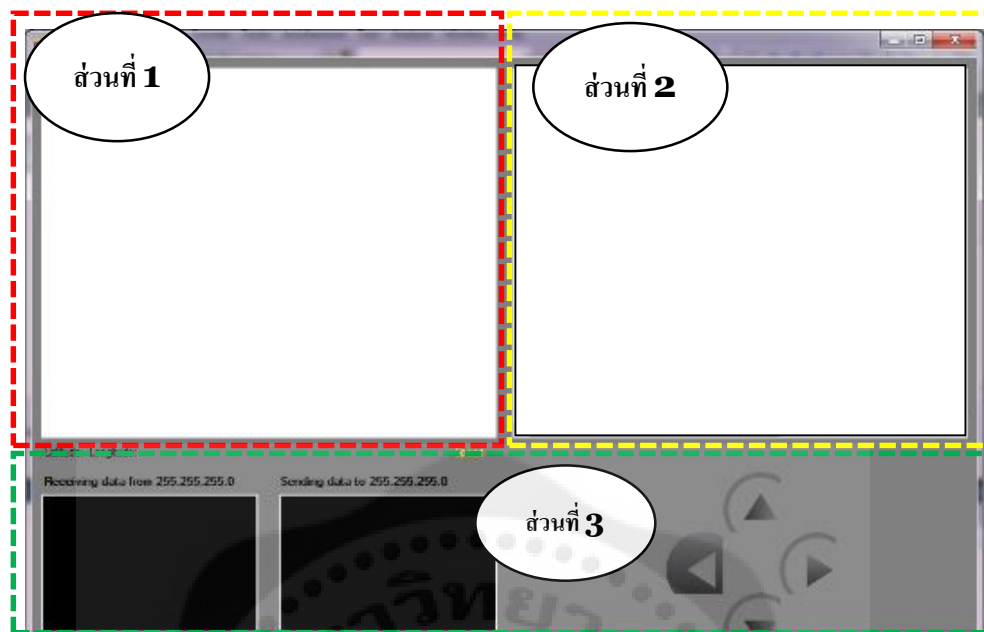 ส่วนที่ 1
ส่วนที่ 2
Receiving data from 255.255.255.0
Sending data to 255.255.255.0
ส่วนที่ 3